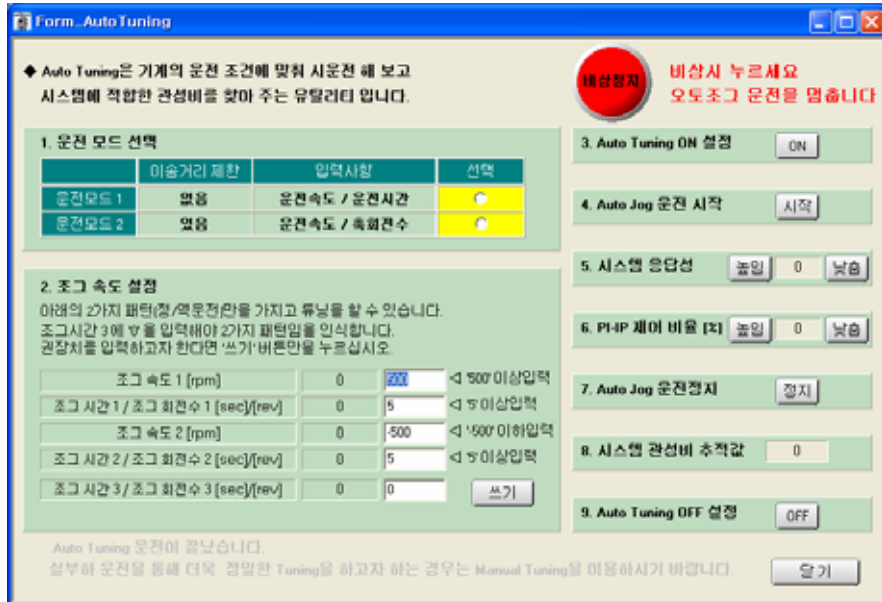 Form_AutoTuning
◆ Auto Tuning은 기계의 운전 조건에 맞춰 시운전 해 보고
시스템에 적합한 관성비를 찾아 주는 유틸리티 입니다.
비상정지
비상시 누르세요
오토조그 운전을 멈춥니다
1. 운전 모드 선택
이송거리 제한 입력사항 선택
운전모드 1 없음 운전속도 / 운전시간
운전모드 2 있음 운전속도 / 축회전수
2. 조그 속도 설정
아래의 2가지 패턴(정/역운전)만을 가지고 튜닝을 할 수 있습니다.
조그시간 3에 '0'을 입력해야 2가지 패턴임을 인식합니다.
권장치를 입력하고자 한다면 '쓰기' 버튼만을 누르십시오.
조그 속도 1 [rpm] 0 500 ◁ '500' 이상입력
조그 시간 1 / 조그 회전수 1 [sec]/[rev] 0 5 ◁ '5' 이상입력
조그 속도 2 [rpm] 0 -500 ◁ '-500' 이하입력
조그 시간 2 / 조그 회전수 2 [sec]/[rev] 0 5 ◁ '5' 이상입력
조그 시간 3 / 조그 회전수 3 [sec]/[rev] 0 0 쓰기
3. Auto Tuning ON 설정 ON
4. Auto Jog 운전 시작 시작
5. 시스템 응답성 높임 0 낮춤
6. PI-IP 제어 비율 [%] 높임 0 낮춤
7. Auto Jog 운전정지 정지
8. 시스템 관성비 추적값 0
9. Auto Tuning OFF 설정 OFF
Auto Tuning 운전이 끝났습니다.
실부하 운전을 통해 더욱 정밀한 Tuning을 하고자 하는 경우는 Manual Tuning을 이용하시기 바랍니다.
닫기